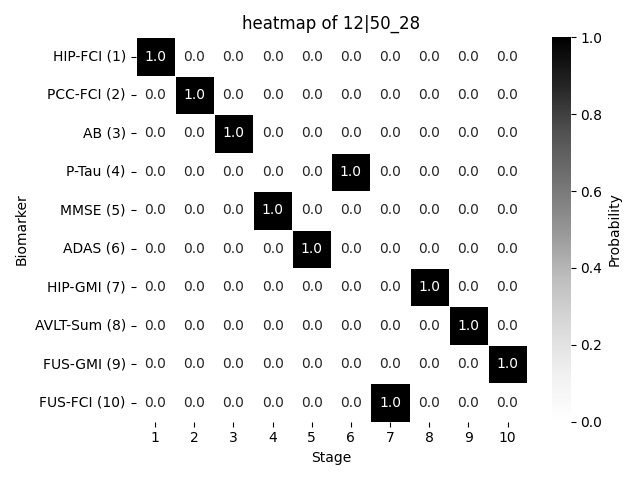 heatmap of 12|50_28
HIP-FCI (1) 1.0 0.0 0.0 0.0 0.0 0.0 0.0 0.0 0.0 0.0
PCC-FCI (2) 0.0 1.0 0.0 0.0 0.0 0.0 0.0 0.0 0.0 0.0
AB (3) 0.0 0.0 1.0 0.0 0.0 0.0 0.0 0.0 0.0 0.0
P-Tau (4) 0.0 0.0 0.0 0.0 0.0 1.0 0.0 0.0 0.0 0.0
MMSE (5) 0.0 0.0 0.0 1.0 0.0 0.0 0.0 0.0 0.0 0.0
ADAS (6) 0.0 0.0 0.0 0.0 1.0 0.0 0.0 0.0 0.0 0.0
HIP-GMI (7) 0.0 0.0 0.0 0.0 0.0 0.0 0.0 1.0 0.0 0.0
AVLT-Sum (8) 0.0 0.0 0.0 0.0 0.0 0.0 0.0 0.0 1.0 0.0
FUS-GMI (9) 0.0 0.0 0.0 0.0 0.0 0.0 0.0 0.0 0.0 1.0
FUS-FCI (10) 0.0 0.0 0.0 0.0 0.0 0.0 1.0 0.0 0.0 0.0
1 2 3 4 5 6 7 8 9 10
Stage
Biomarker
1.0
0.8
0.6
0.4
0.2
0.0
Probability